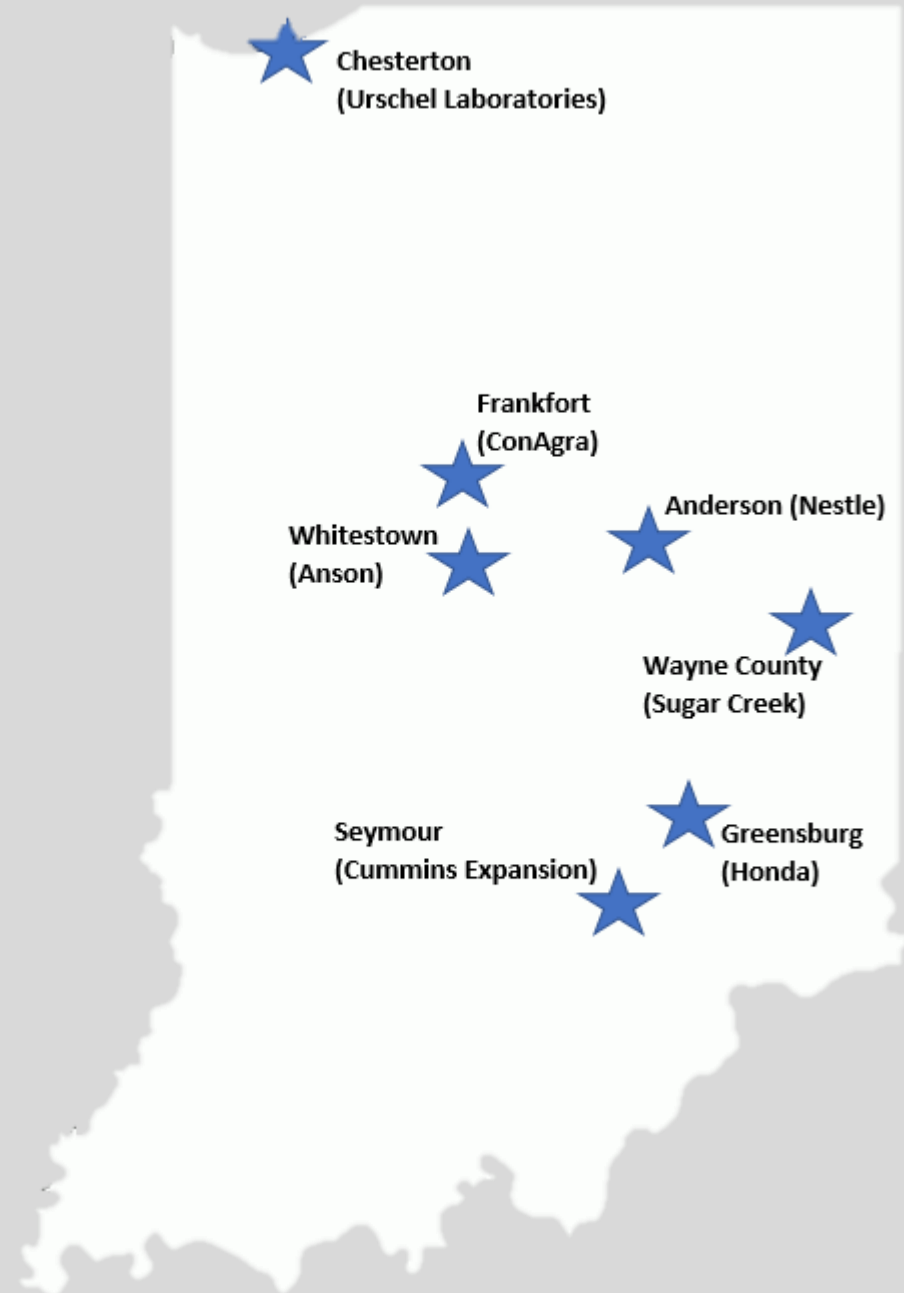 Chesterton
(Urschel Laboratories)
Frankfort
(ConAgra)
Anderson (Nestle)
Whitestown
(Anson)
Wayne County
(Sugar Creek)
Seymour
(Cummins Expansion)
Greensburg
(Honda)